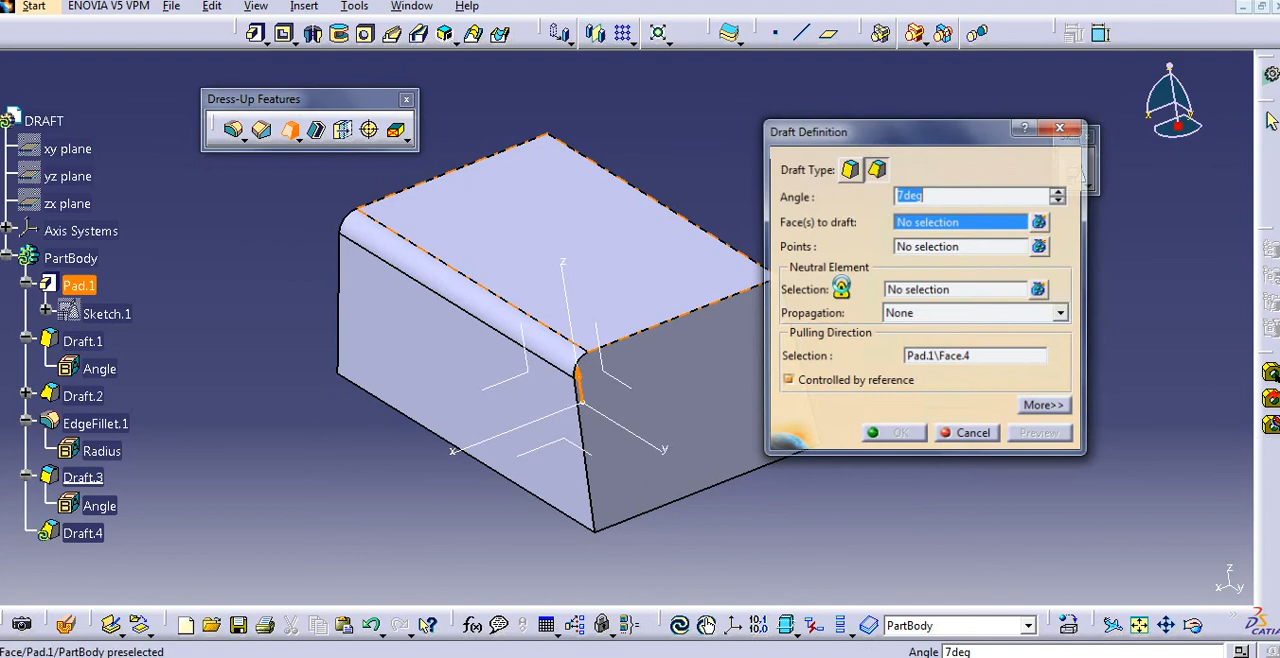 Start ENOVIA V5 VPM File Edit Insert Tools Window Help
Dress-Up Features
DRAFT
xy plane
yz plane
zx plane
Axis Systems
PartBody
Pad.1
Sketch.1
Draft.1
Angle
Draft.2
EdgeFillet.1
Radius
Draft.3
Angle
Draft.4
z
x
y
Draft Definition
Draft Type:
Angle : 7deg
Face(s) to draft: No selection
Points : No selection
Neutral Element
Selection: No selection
Propagation: None
Pulling Direction
Selection : Pad.1\Face.4
Controlled by reference
More>>
OK Cancel Preview
z
x y
f(x) 10.0 PartBody
CATIA
Face/Pad.1/PartBody preselected Angle 7deg